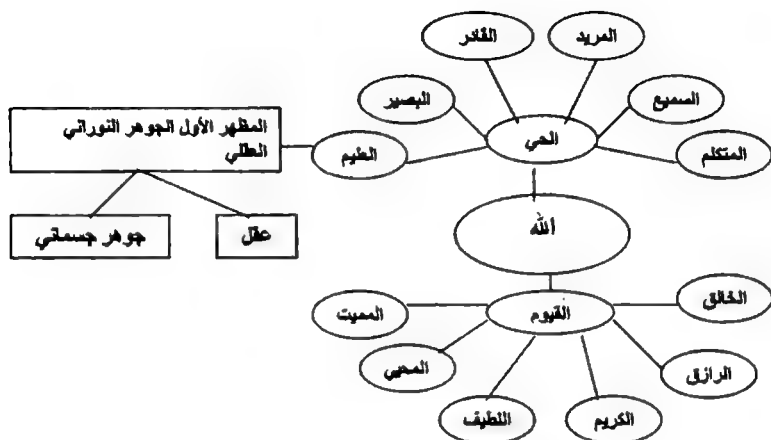 المريد
القادر
السميع
البصير
المتكلم
الحي
العليم
المظهر الأول الجوهر النوراني
العقلي
عقل
جوهر جسماني
الله
الخالق
القيوم
المميت
الرازق
المحيي
الكريم
اللطيف